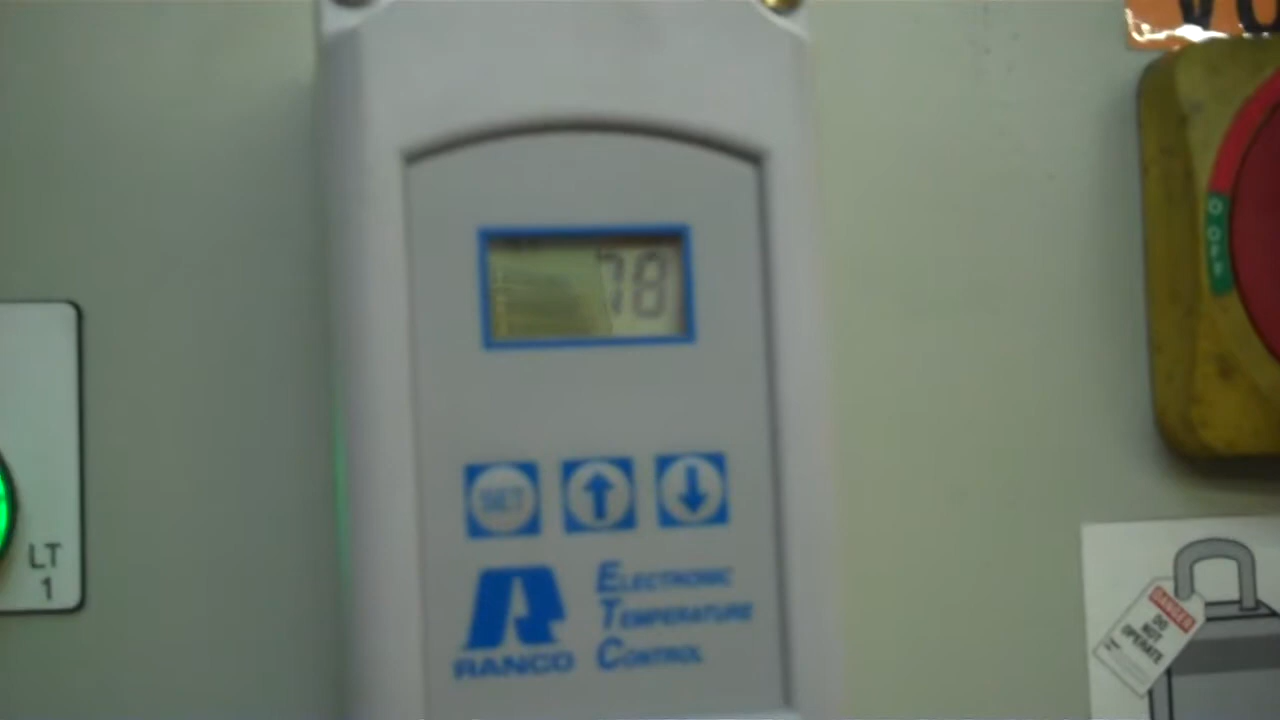 78
SET
ELECTRONIC
TEMPERATURE
CONTROL
RANCO
LT
1
O OFF
DANGER
DO
NOT
OPERATE